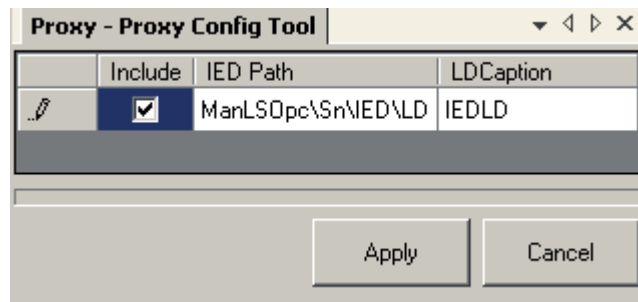 Proxy - Proxy Config Tool
Include IED Path LDCaption
ManLSOpc\Sn\IED\LD IEDLD
Apply Cancel